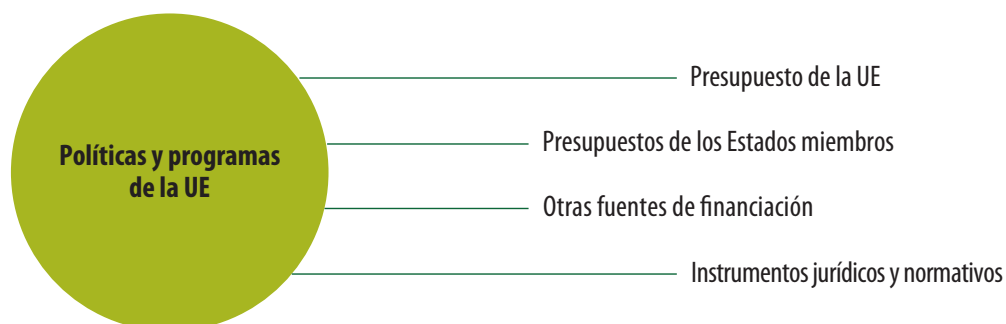 Políticas y programas
de la UE
Presupuesto de la UE
Presupuestos de los Estados miembros
Otras fuentes de financiación
Instrumentos jurídicos y normativos